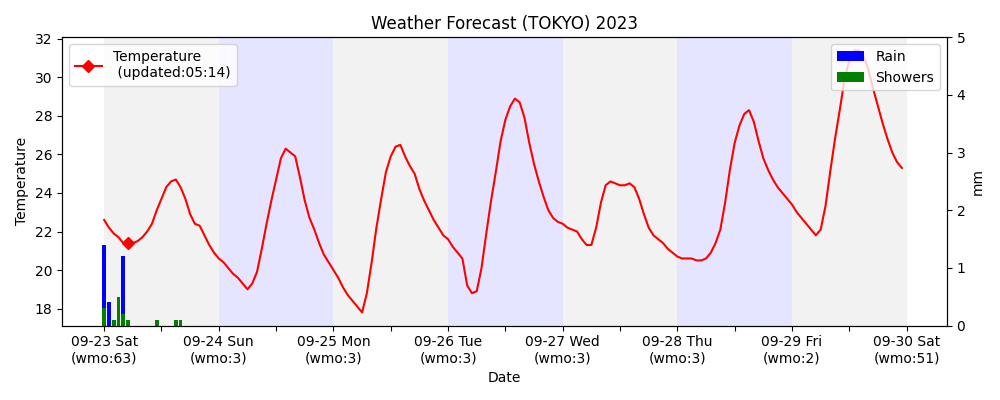 Weather Forecast (TOKYO) 2023
Temperature
(updated:05:14)
Rain
Showers
32
30
28
26
24
22
20
18
Temperature
5
4
3
2
1
0
mm
09-23 Sat 09-24 Sun 09-25 Mon 09-26 Tue 09-27 Wed 09-28 Thu 09-29 Fri 09-30 Sat
(wmo:63) (wmo:3) (wmo:3) (wmo:3) (wmo:3) (wmo:3) (wmo:2) (wmo:51)
Date